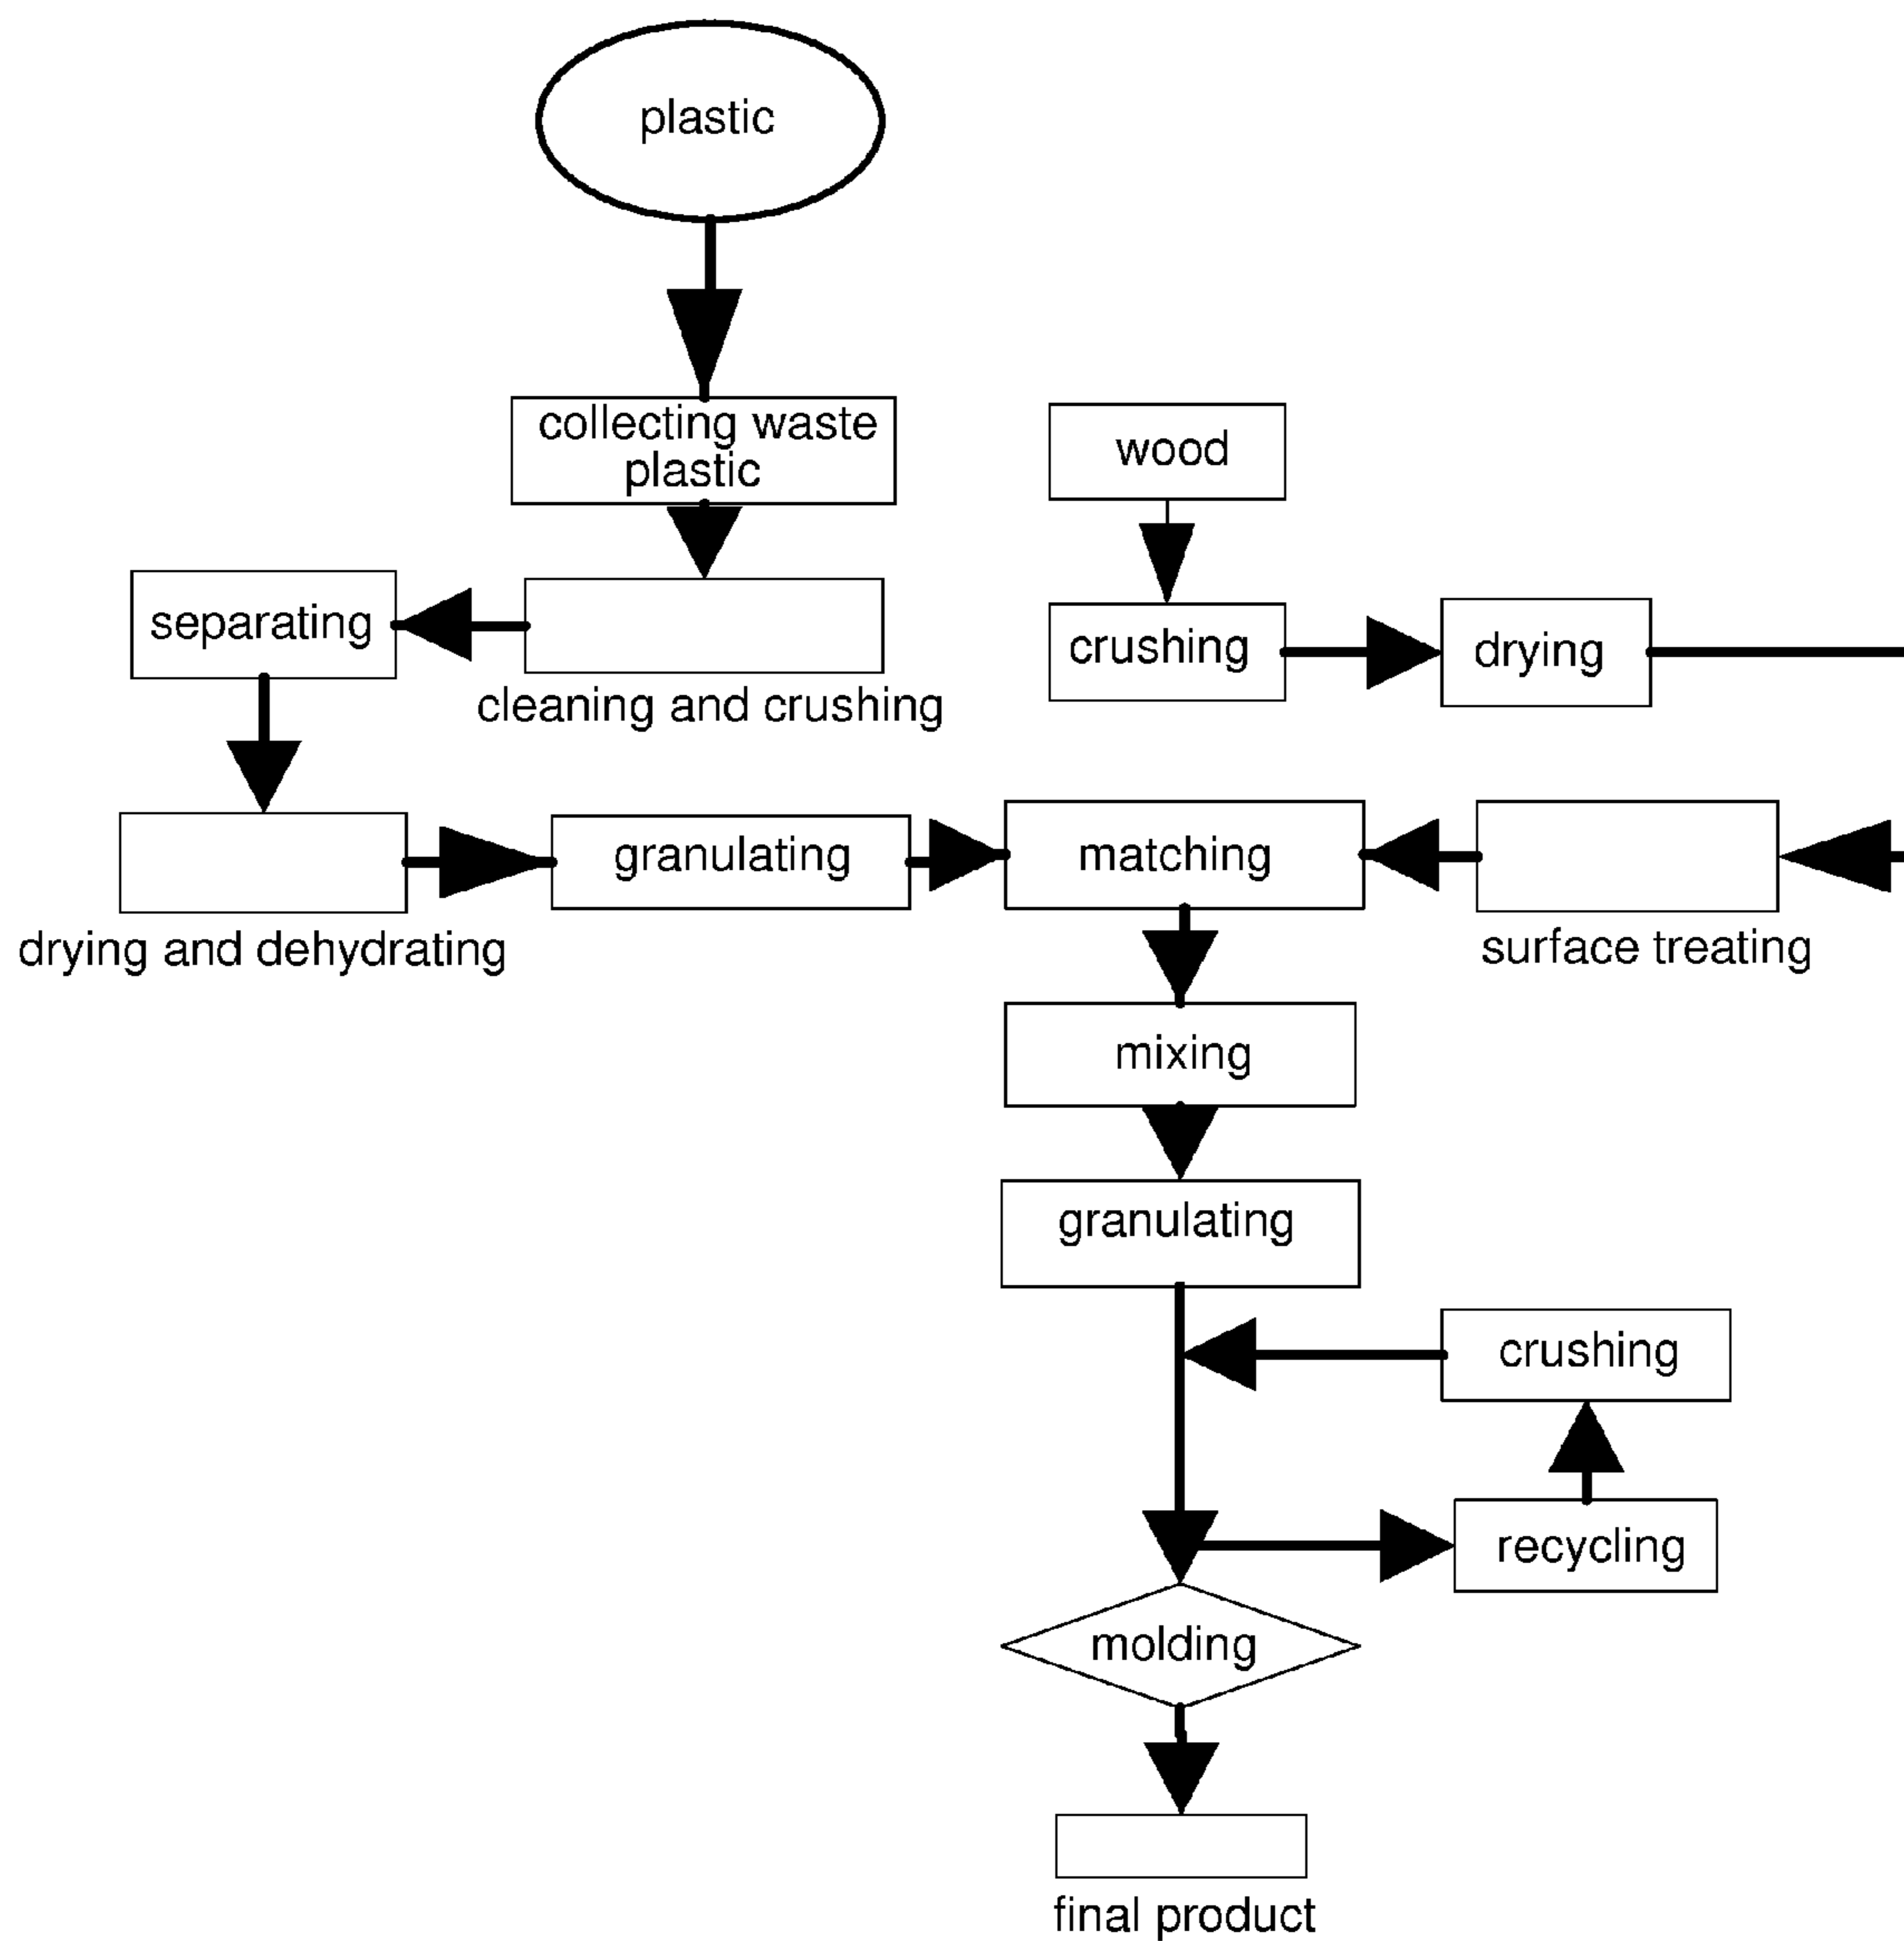 plastic
collecting waste
plastic
wood
separating
crushing
drying
cleaning and crushing
granulating
matching
drying and dehydrating
surface treating
mixing
granulating
crushing
recycling
molding
final product